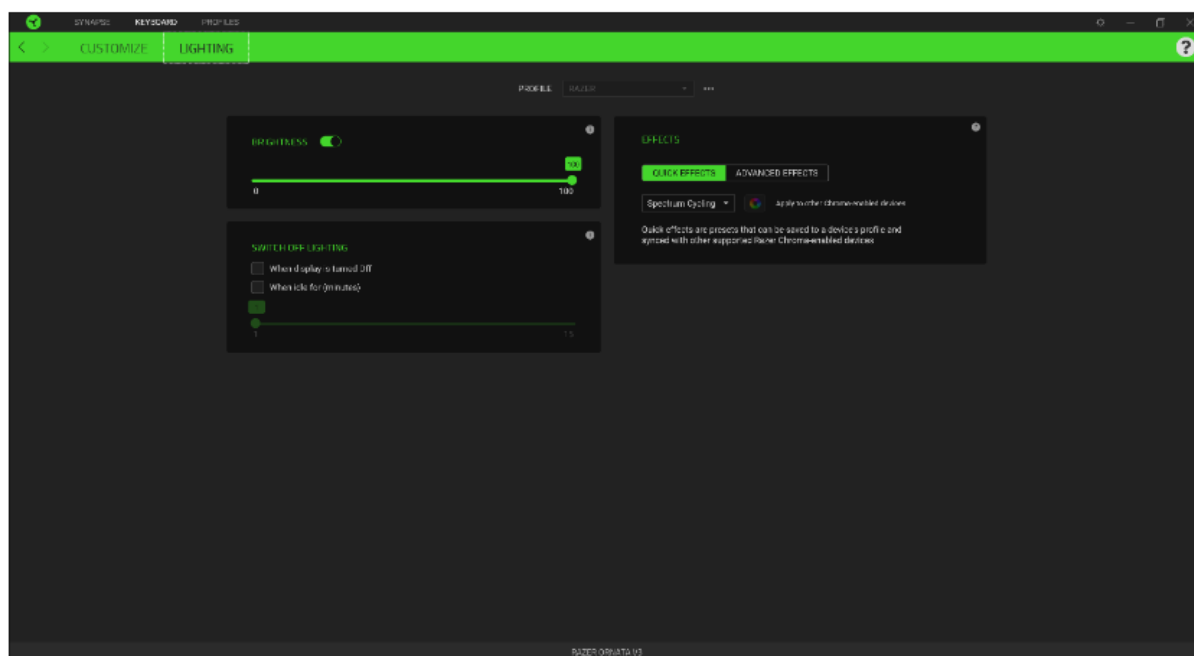 SYNAPSE KEYBOARD PROFILES
CUSTOMIZE LIGHTING
?
PROFILE RAZER
BRIGHTNESS
100
0 100
SWITCH OFF LIGHTING
When display is turned Off
When idle for (minutes)
1 15
EFFECTS
QUICK EFFECTS ADVANCED EFFECTS
Spectrum Cycling Apply to other Chroma-enabled devices
Quick effects are presets that can be saved to a device's profile and
synced with other supported Razer Chroma-enabled devices
RAZER ORNATA V3